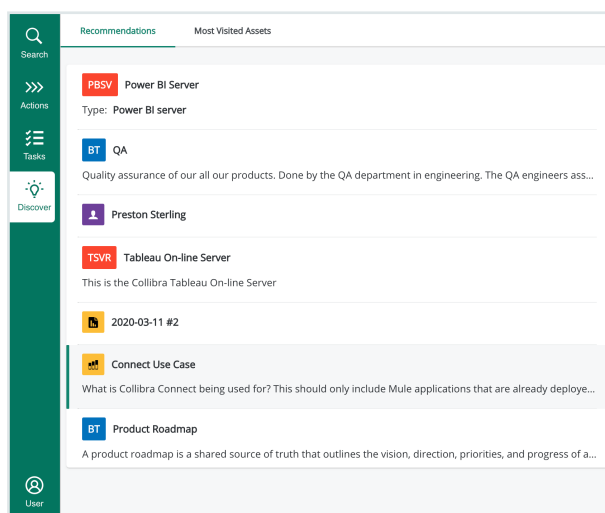 Search
Actions
Tasks
Discover
User
Recommendations Most Visited Assets
PBSV Power BI Server
Type: Power BI server
BT QA
Quality assurance of our all our products. Done by the QA department in engineering. The QA engineers ass...
Preston Sterling
TSVR Tableau On-line Server
This is the Collibra Tableau On-line Server
2020-03-11 #2
Connect Use Case
What is Collibra Connect being used for? This should only include Mule applications that are already deploye...
BT Product Roadmap
A product roadmap is a shared source of truth that outlines the vision, direction, priorities, and progress of a...